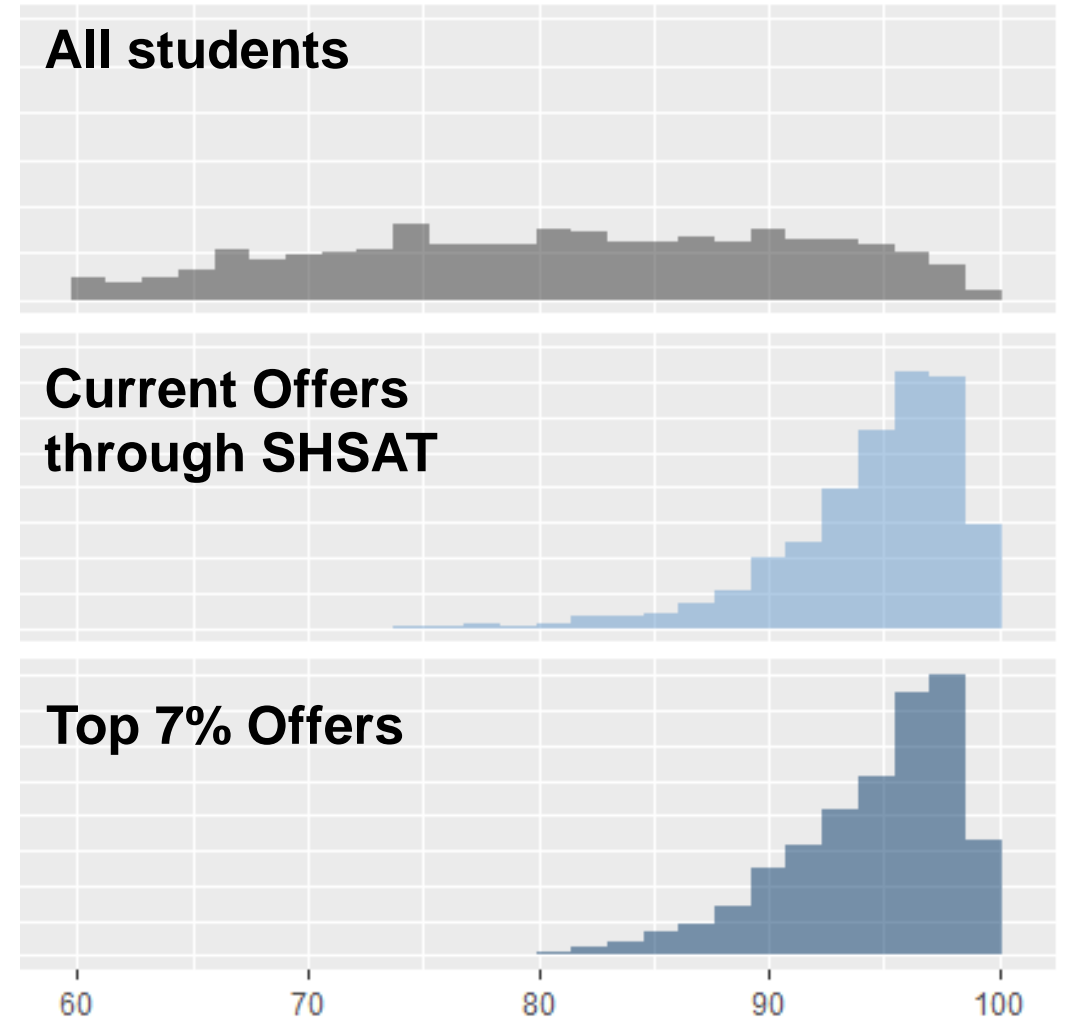 All students
Current Offers
through SHSAT
Top 7% Offers
60 70 80 90 100